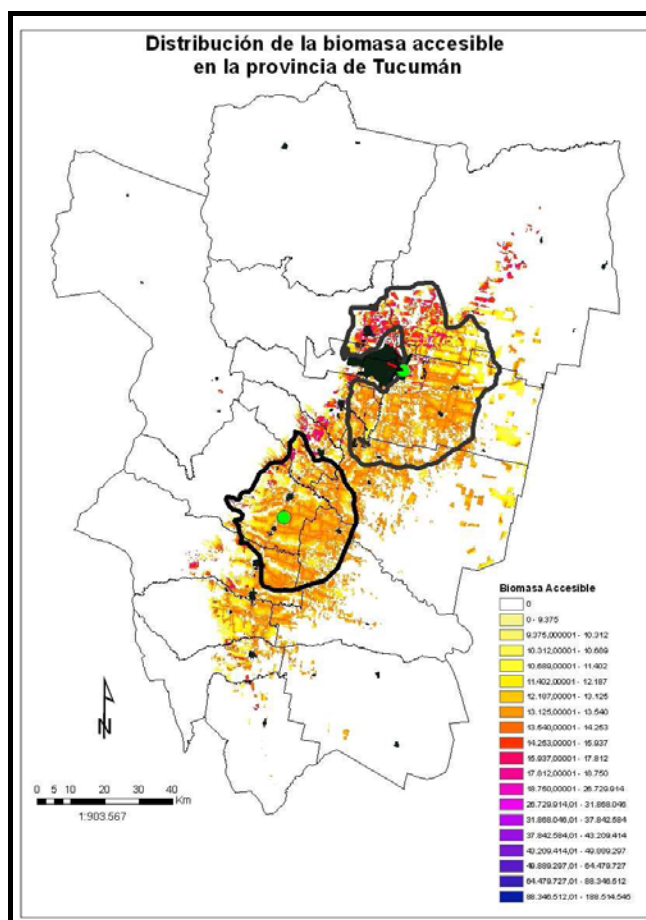 Distribución de la biomasa accesible
en la provincia de Tucumán
Biomasa Accesible
0
0 - 9.375
9.375,000001 - 10.312
10.312,00001 - 10.669
10.689,00001 - 11.402
11.402,00001 - 12.187
12.187,00001 - 13.125
13.125,00001 - 13.540
13.540,00001 - 14.263
14.263,00001 - 15.937
15.937,00001 - 17.812
17.812,00001 - 18.750
18.750,00001 - 26.729.914
26.729.914,01 - 31.868.046
31.868.046,01 - 37.842.584
37.842.584,01 - 43.209.414
43.209.414,01 - 49.889.297
49.889.297,01 - 64.479.727
64.479.727,01 - 88.346.512
88.346.512,01 - 188.514.545
N
0 5 10 20 30 40
Km
1:903.567